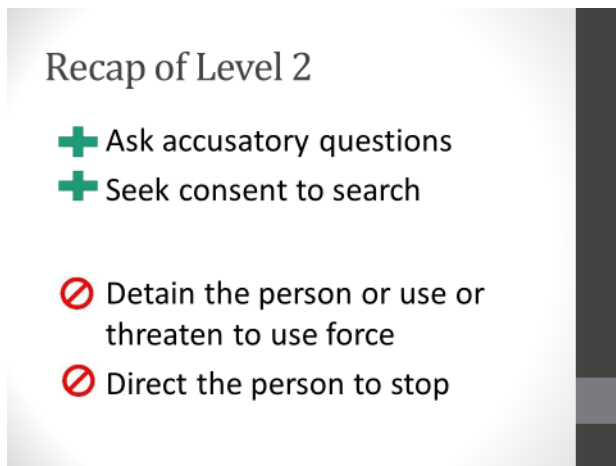 Recap of Level 2
Ask accusatory questions
Seek consent to search
Detain the person or use or
threaten to use force
Direct the person to stop